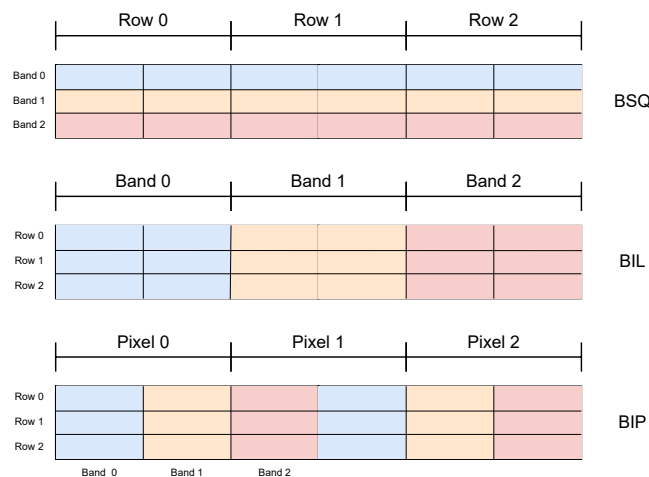 Row 0 Row 1 Row 2
Band 0
Band 1
Band 2
BSQ
Band 0 Band 1 Band 2
Row 0
Row 1
Row 2
BIL
Pixel 0 Pixel 1 Pixel 2
Row 0
Row 1
Row 2
BIP
Band 0 Band 1 Band 2